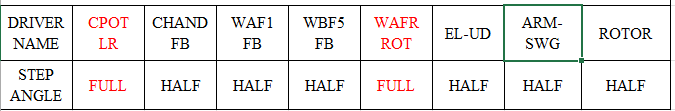 DRIVER NAME CPOT LR CHAND FB WAF1 FB WBF5 FB WAFR ROT EL-UD ARM-SWG ROTOR
STEP ANGLE FULL HALF HALF HALF FULL HALF HALF HALF